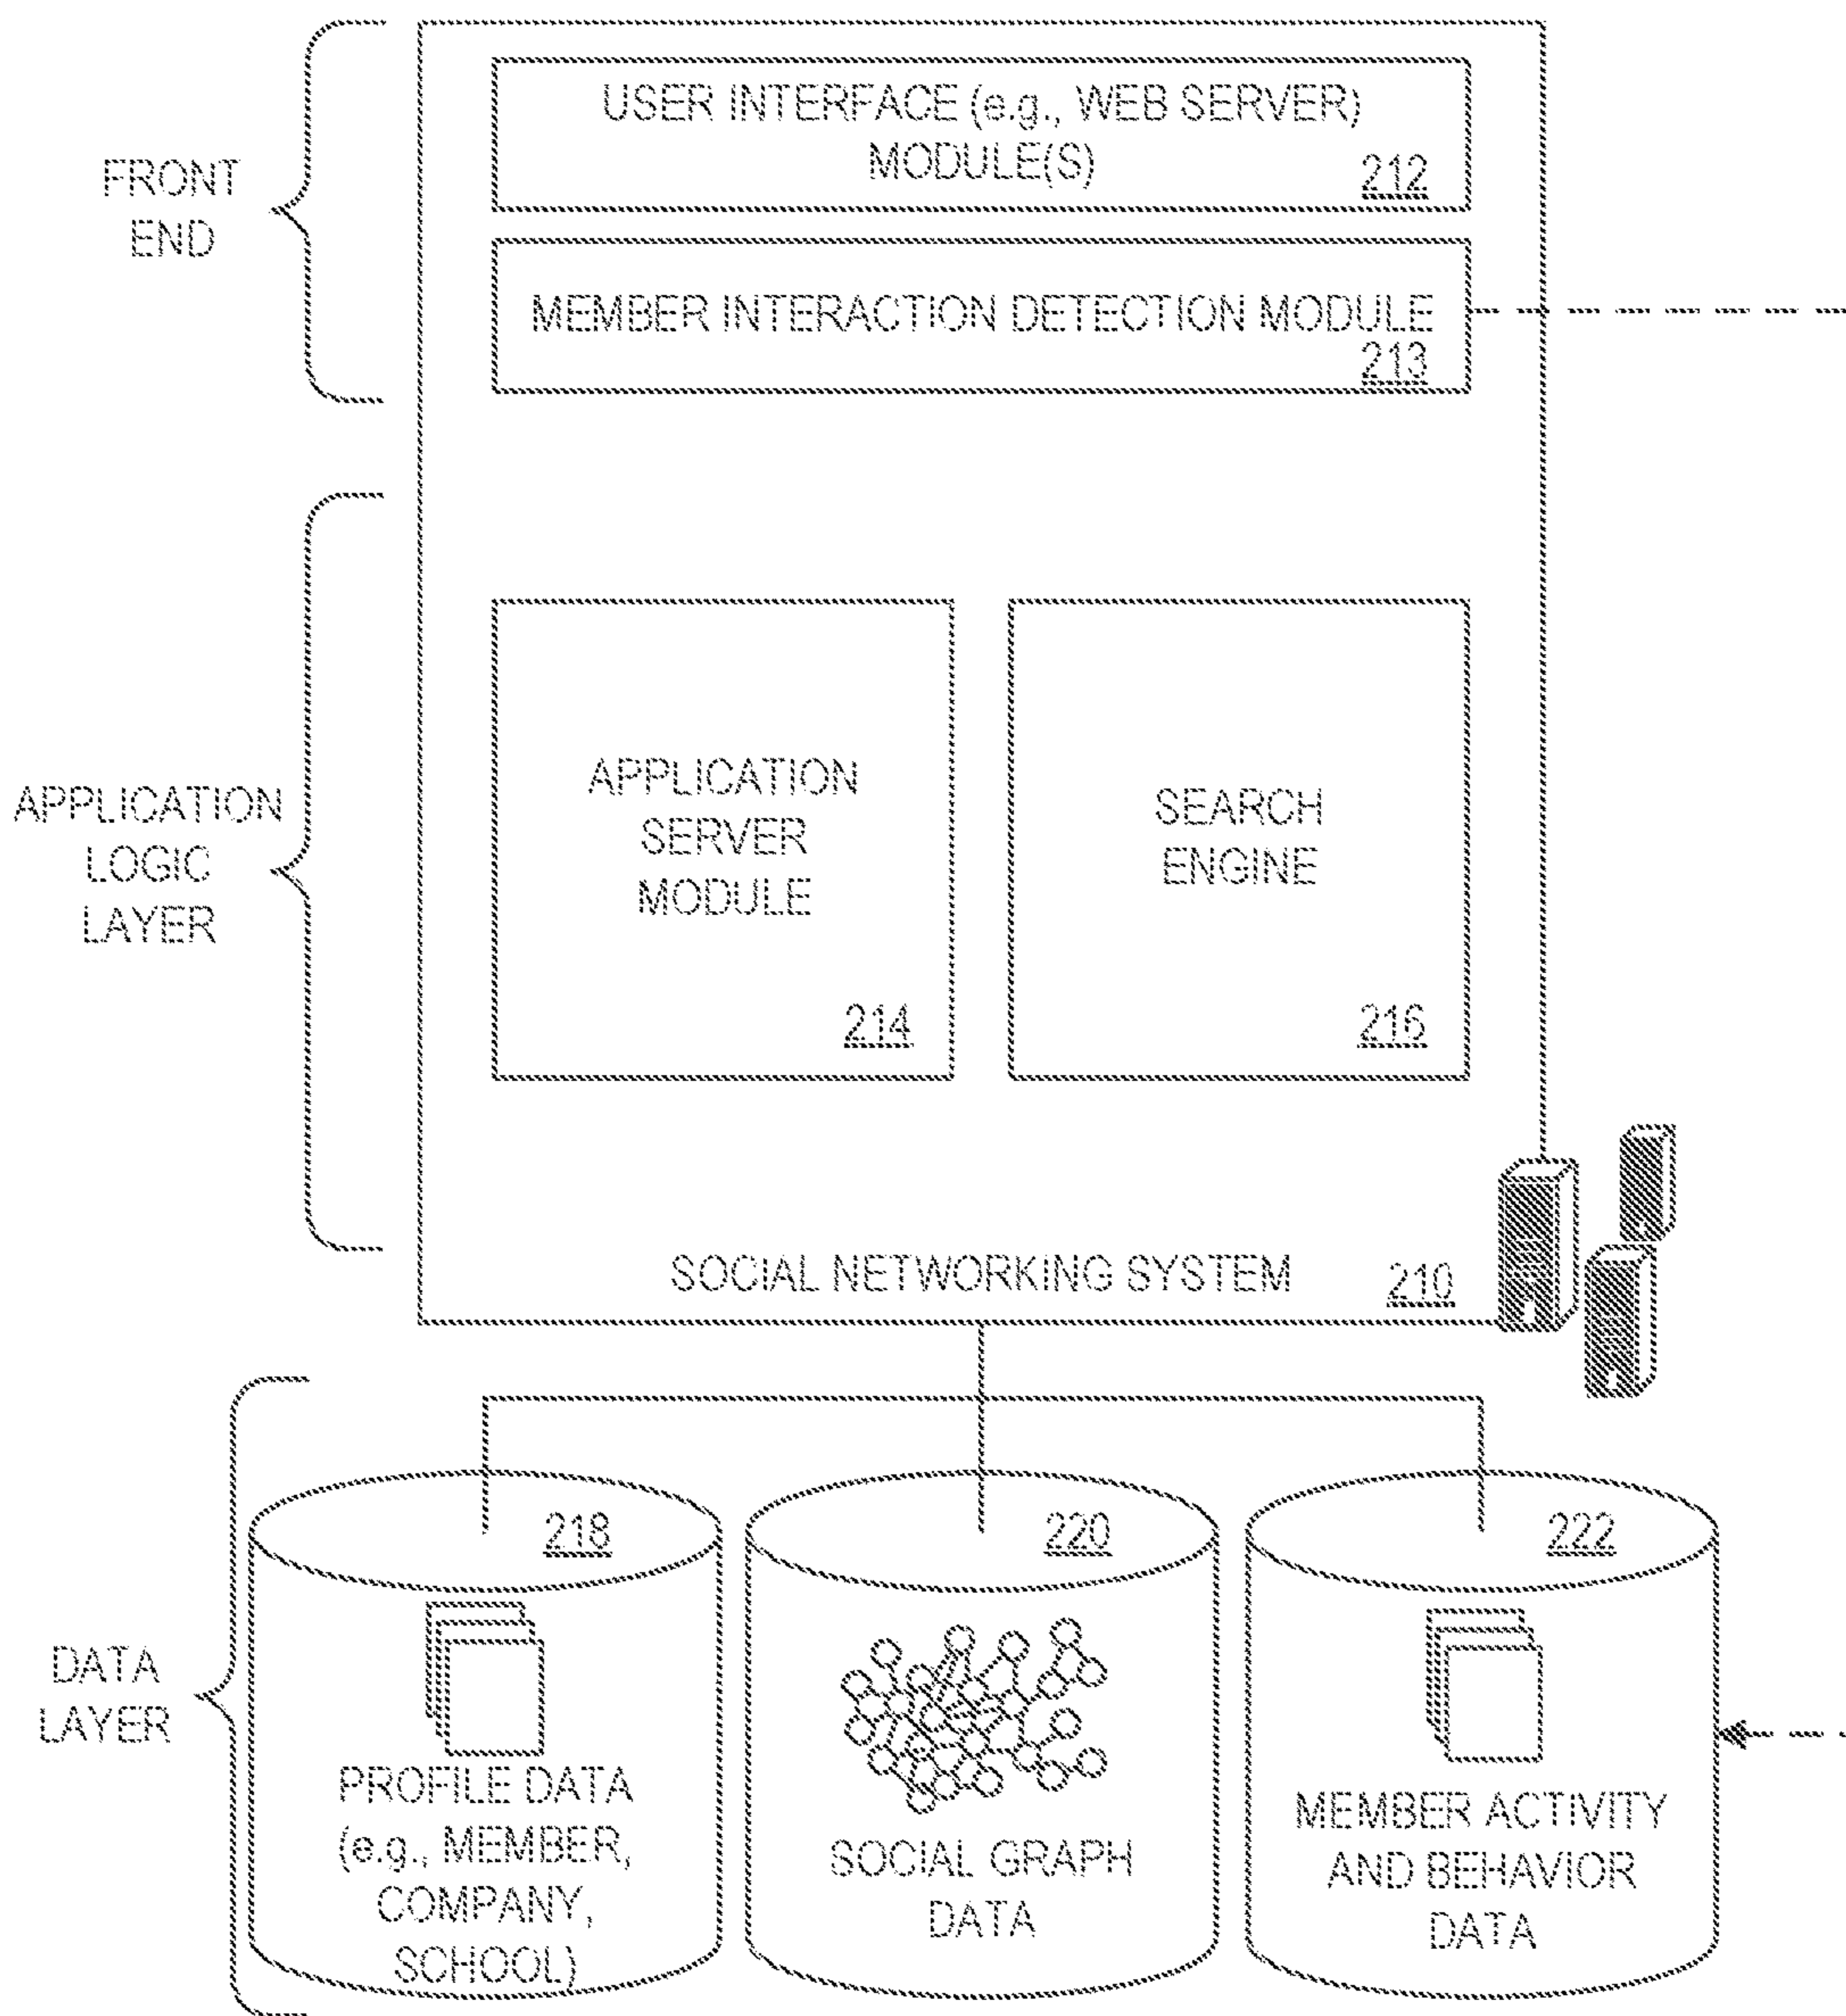 FRONT
END
USER INTERFACE (e.g., WEB SERVER)
MODULE(S)
212
MEMBER INTERACTION DETECTION MODULE
213
APPLICATION
LOGIC
LAYER
APPLICATION
SERVER
MODULE
214
SEARCH
ENGINE
216
SOCIAL NETWORKING SYSTEM
210
DATA
LAYER
218
PROFILE DATA
(e.g., MEMBER,
COMPANY,
SCHOOL)
220
SOCIAL GRAPH
DATA
222
MEMBER ACTIVITY
AND BEHAVIOR
DATA